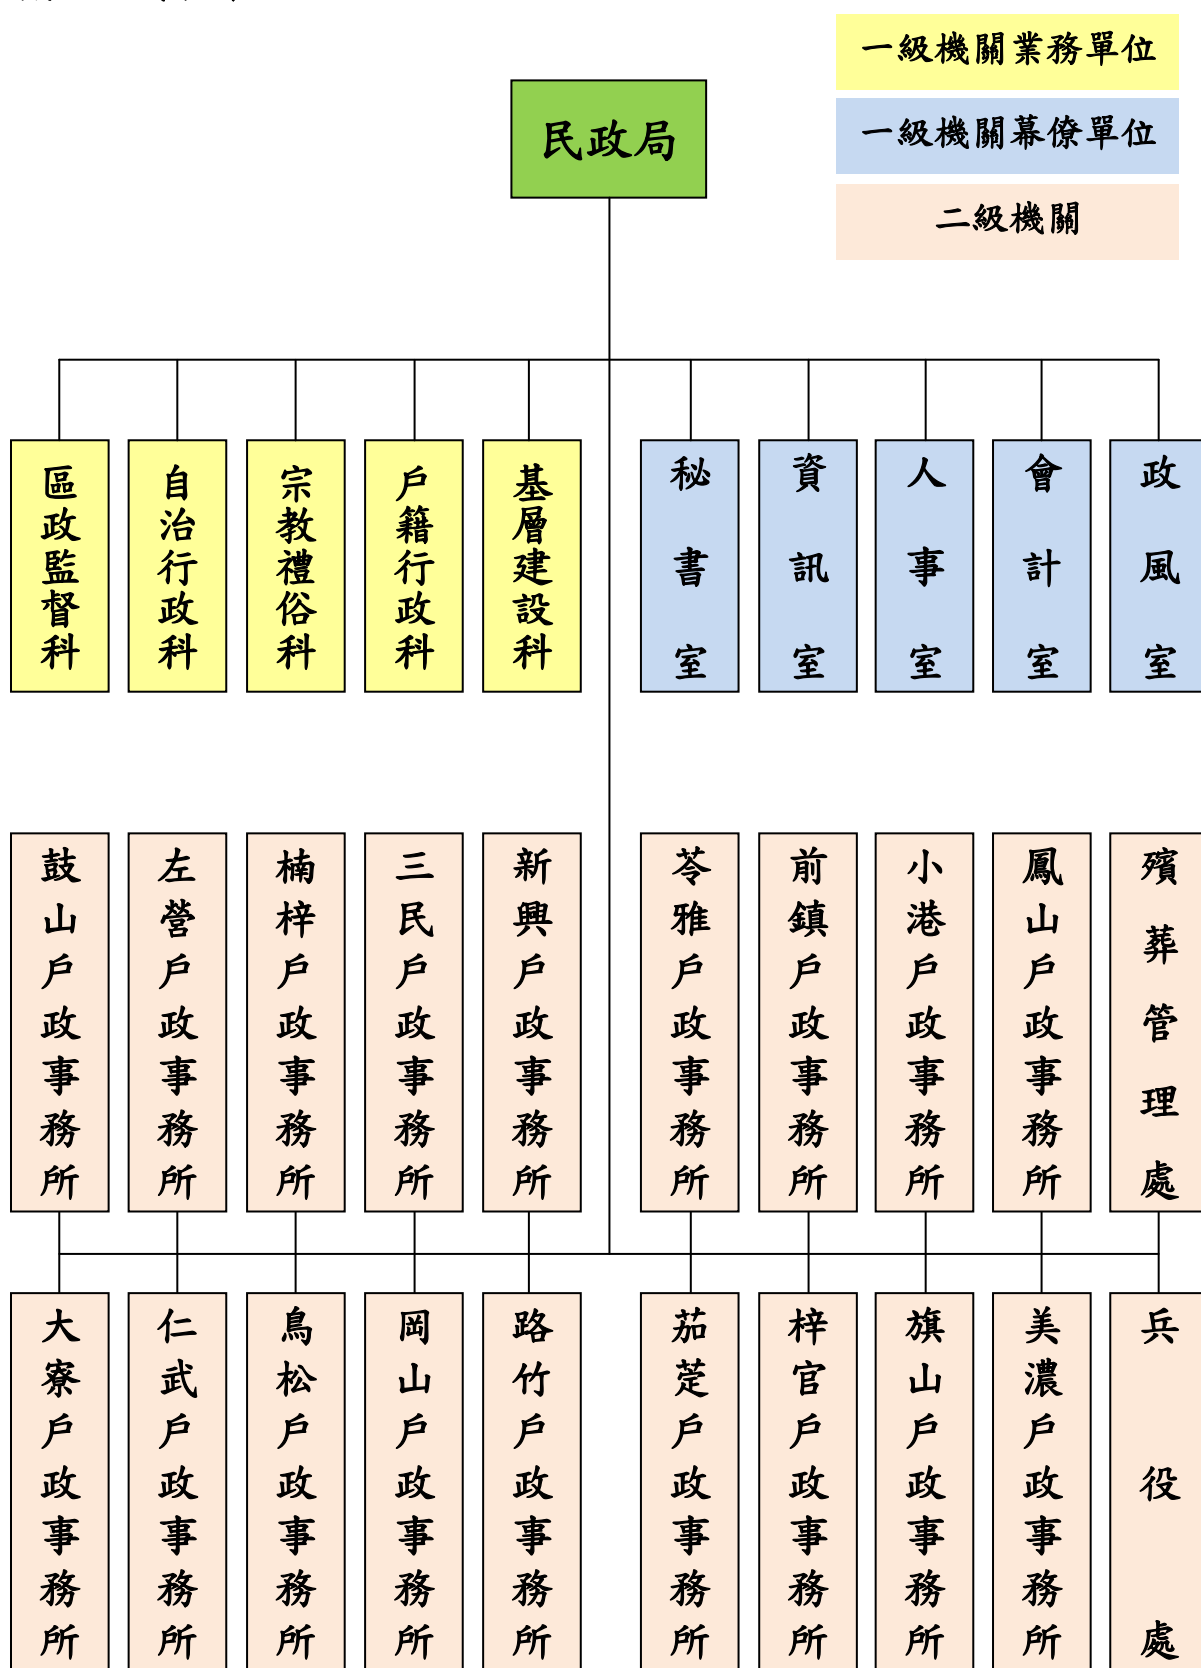 一級機關業務單位
民政局
一級機關幕僚單位
二級機關
區政監督科
自治行政科
宗教禮俗科
戶籍行政科
基層建設科
秘書室
資訊室
人事室
會計室
政風室
鼓山戶政事務所
左營戶政事務所
楠梓戶政事務所
三民戶政事務所
新興戶政事務所
苓雅戶政事務所
前鎮戶政事務所
小港戶政事務所
鳳山戶政事務所
殯葬管理處
大寮戶政事務所
仁武戶政事務所
鳥松戶政事務所
岡山戶政事務所
路竹戶政事務所
茄萣戶政事務所
梓官戶政事務所
旗山戶政事務所
美濃戶政事務所
兵役處